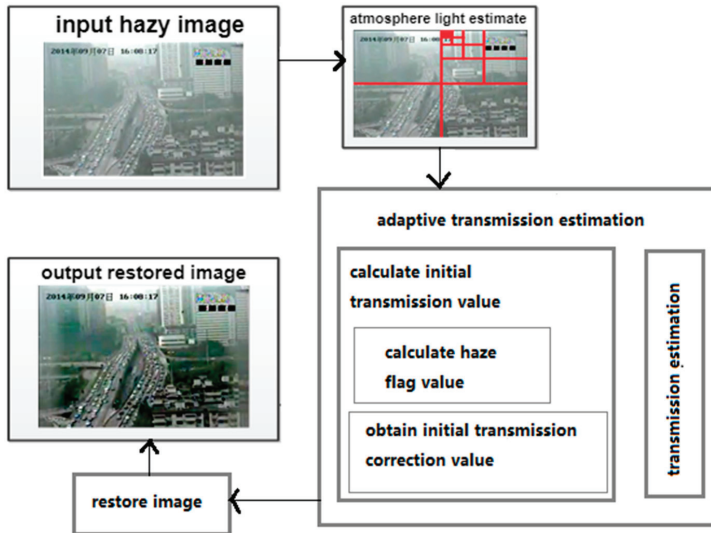 input hazy image
2014年09月07日 16:08:17
atmosphere light estimate
2014年09月07日 16:08:17
adaptive transmission estimation
calculate initial
transmission value
calculate haze
flag value
obtain initial transmission
correction value
transmission estimation
output restored image
2014年09月07日 16:08:17
restore image